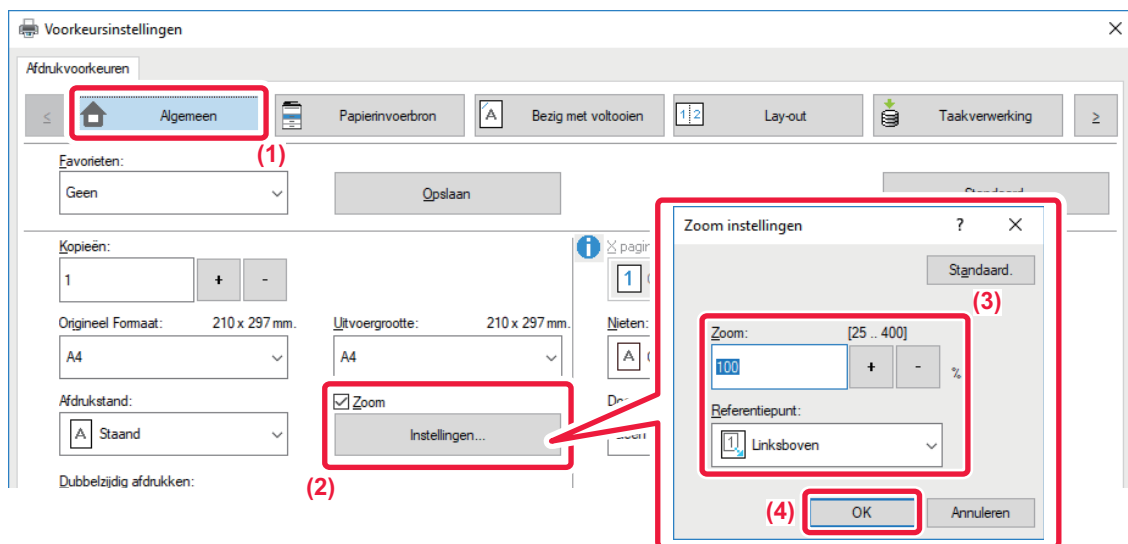 Voorkeursinstellingen
Afdrukvoorkeuren
< Algemeen Papierinvoerbron Bezig met voltooien Lay-out Taakverwerking >
(1)
Favorieten:
Geen Opslaan
Zoom instellingen ? X
Standaard.
(3)
Kopieën:
1 + -
Origineel Formaat: 210 x 297 mm. Uitvoergrootte: 210 x 297 mm. Nieten:
A4 A4
Zoom: [25 .. 400]
100 + - %
Afdrukstand: Zoom
Staand Instellingen...
Referentiepunt:
Linksboven
(2)
Dubbelzijdig afdrukken:
(4) OK Annuleren